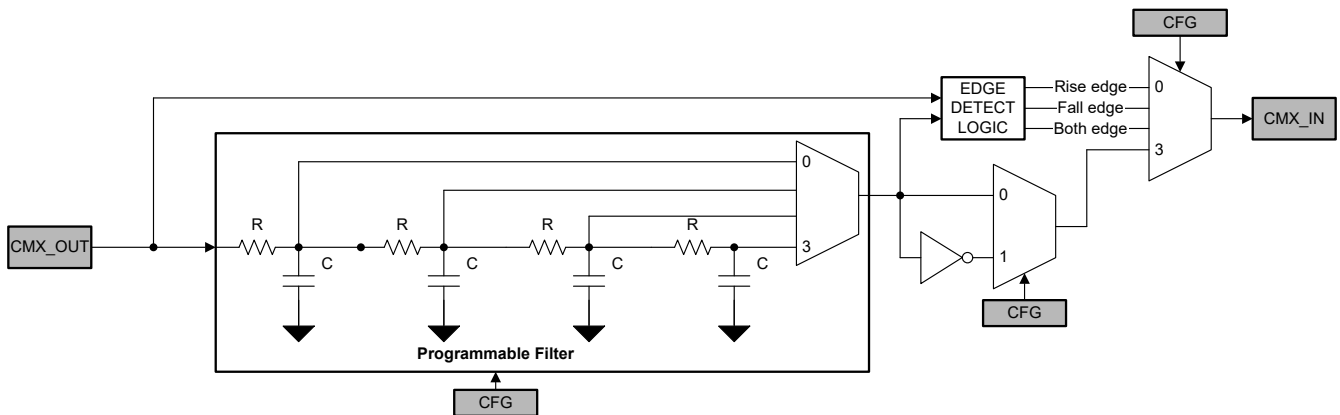 CFG
EDGE
DETECT
LOGIC
Rise edge
Fall edge
Both edge
0
3
CMX_IN
0
3
R
R
R
R
C
C
C
C
0
1
CMX_OUT
CFG
Programmable Filter
CFG